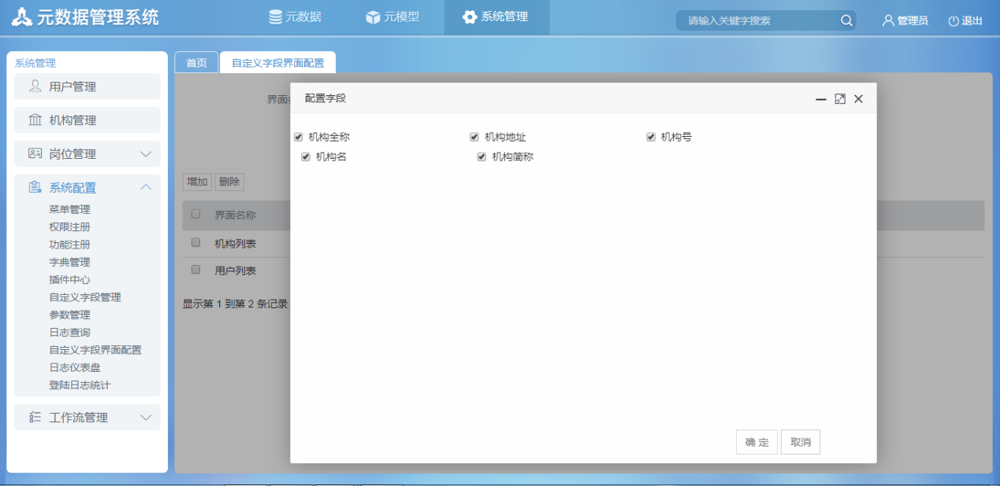 元数据管理系统
元数据
元模型
系统管理
请输入关键字搜索
管理员
退出
系统管理
用户管理
机构管理
岗位管理
系统配置
菜单管理
权限注册
功能注册
字典管理
插件中心
自定义字段管理
参数管理
日志查询
自定义字段界面配置
日志仪表盘
登陆日志统计
工作流管理
首页
自定义字段界面配置
界面
增加
删除
界面名称
机构列表
用户列表
显示第 1 到第 2 条记录
配置字段
机构全称
机构地址
机构号
机构名
机构简称
确 定
取消